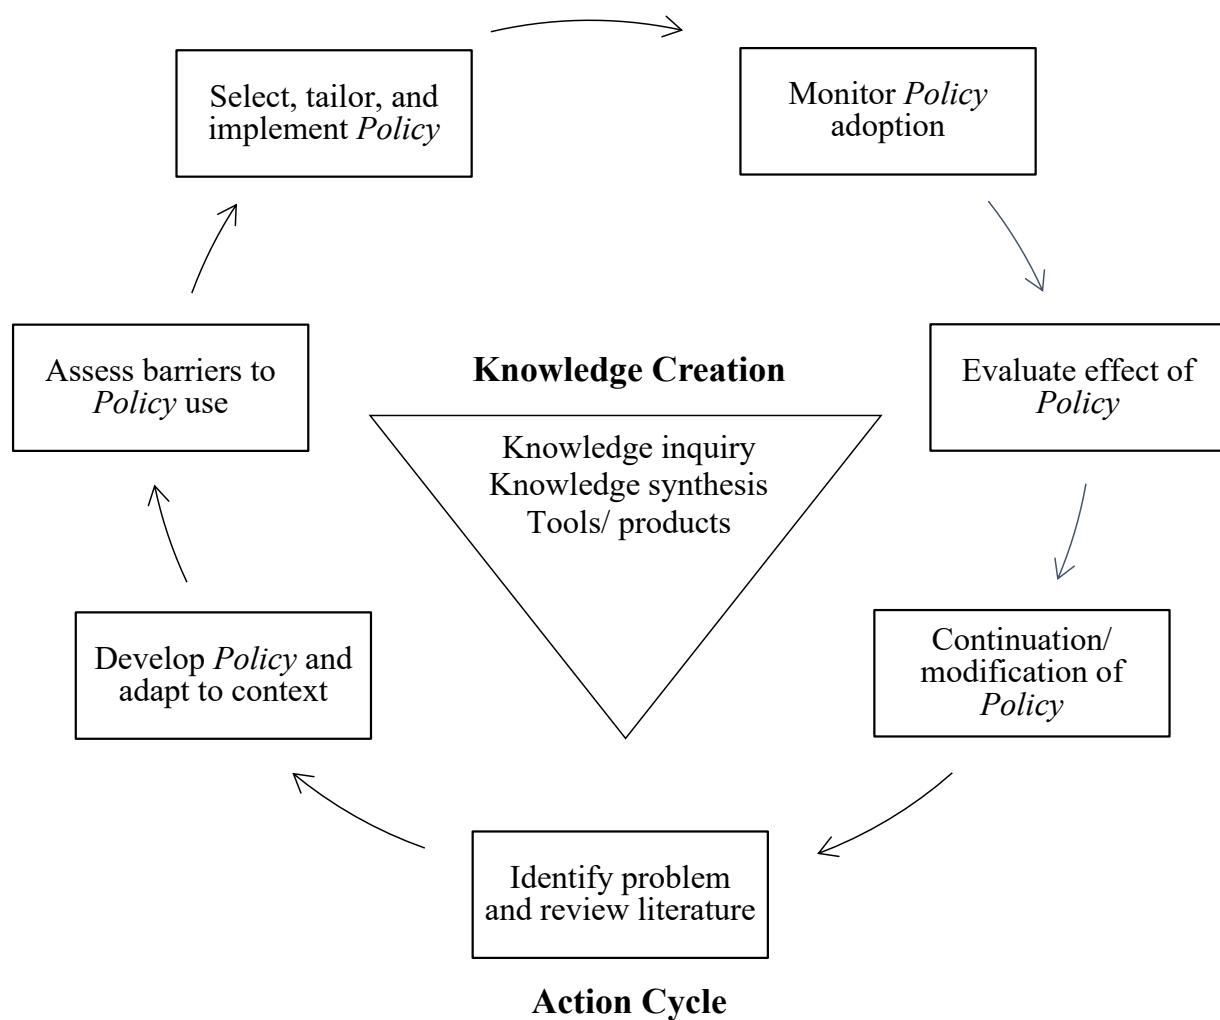 Select, tailor, and
implement Policy
Monitor Policy
adoption
Assess barriers to
Policy use
Knowledge Creation
Knowledge inquiry
Knowledge synthesis
Tools/ products
Evaluate effect of
Policy
Develop Policy and
adapt to context
Continuation/
modification of
Policy
Identify problem
and review literature
Action Cycle